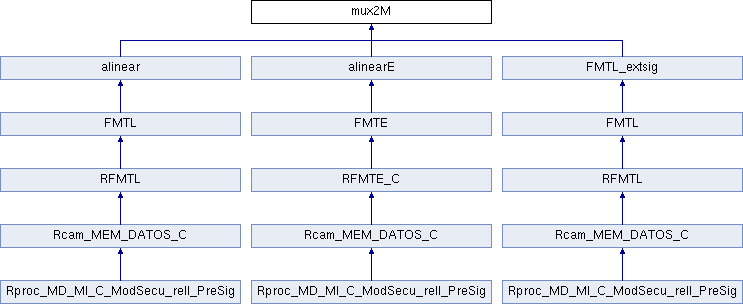 mux2M
alinear alinearE FMTL_extsig
FMTL FMTE FMTL
RFMTL RFMTE_C RFMTL
Rcam_MEM_DATOS_C Rcam_MEM_DATOS_C Rcam_MEM_DATOS_C
Rproc_MD_MI_C_ModSecu_rell_PreSig Rproc_MD_MI_C_ModSecu_rell_PreSig Rproc_MD_MI_C_ModSecu_rell_PreSig